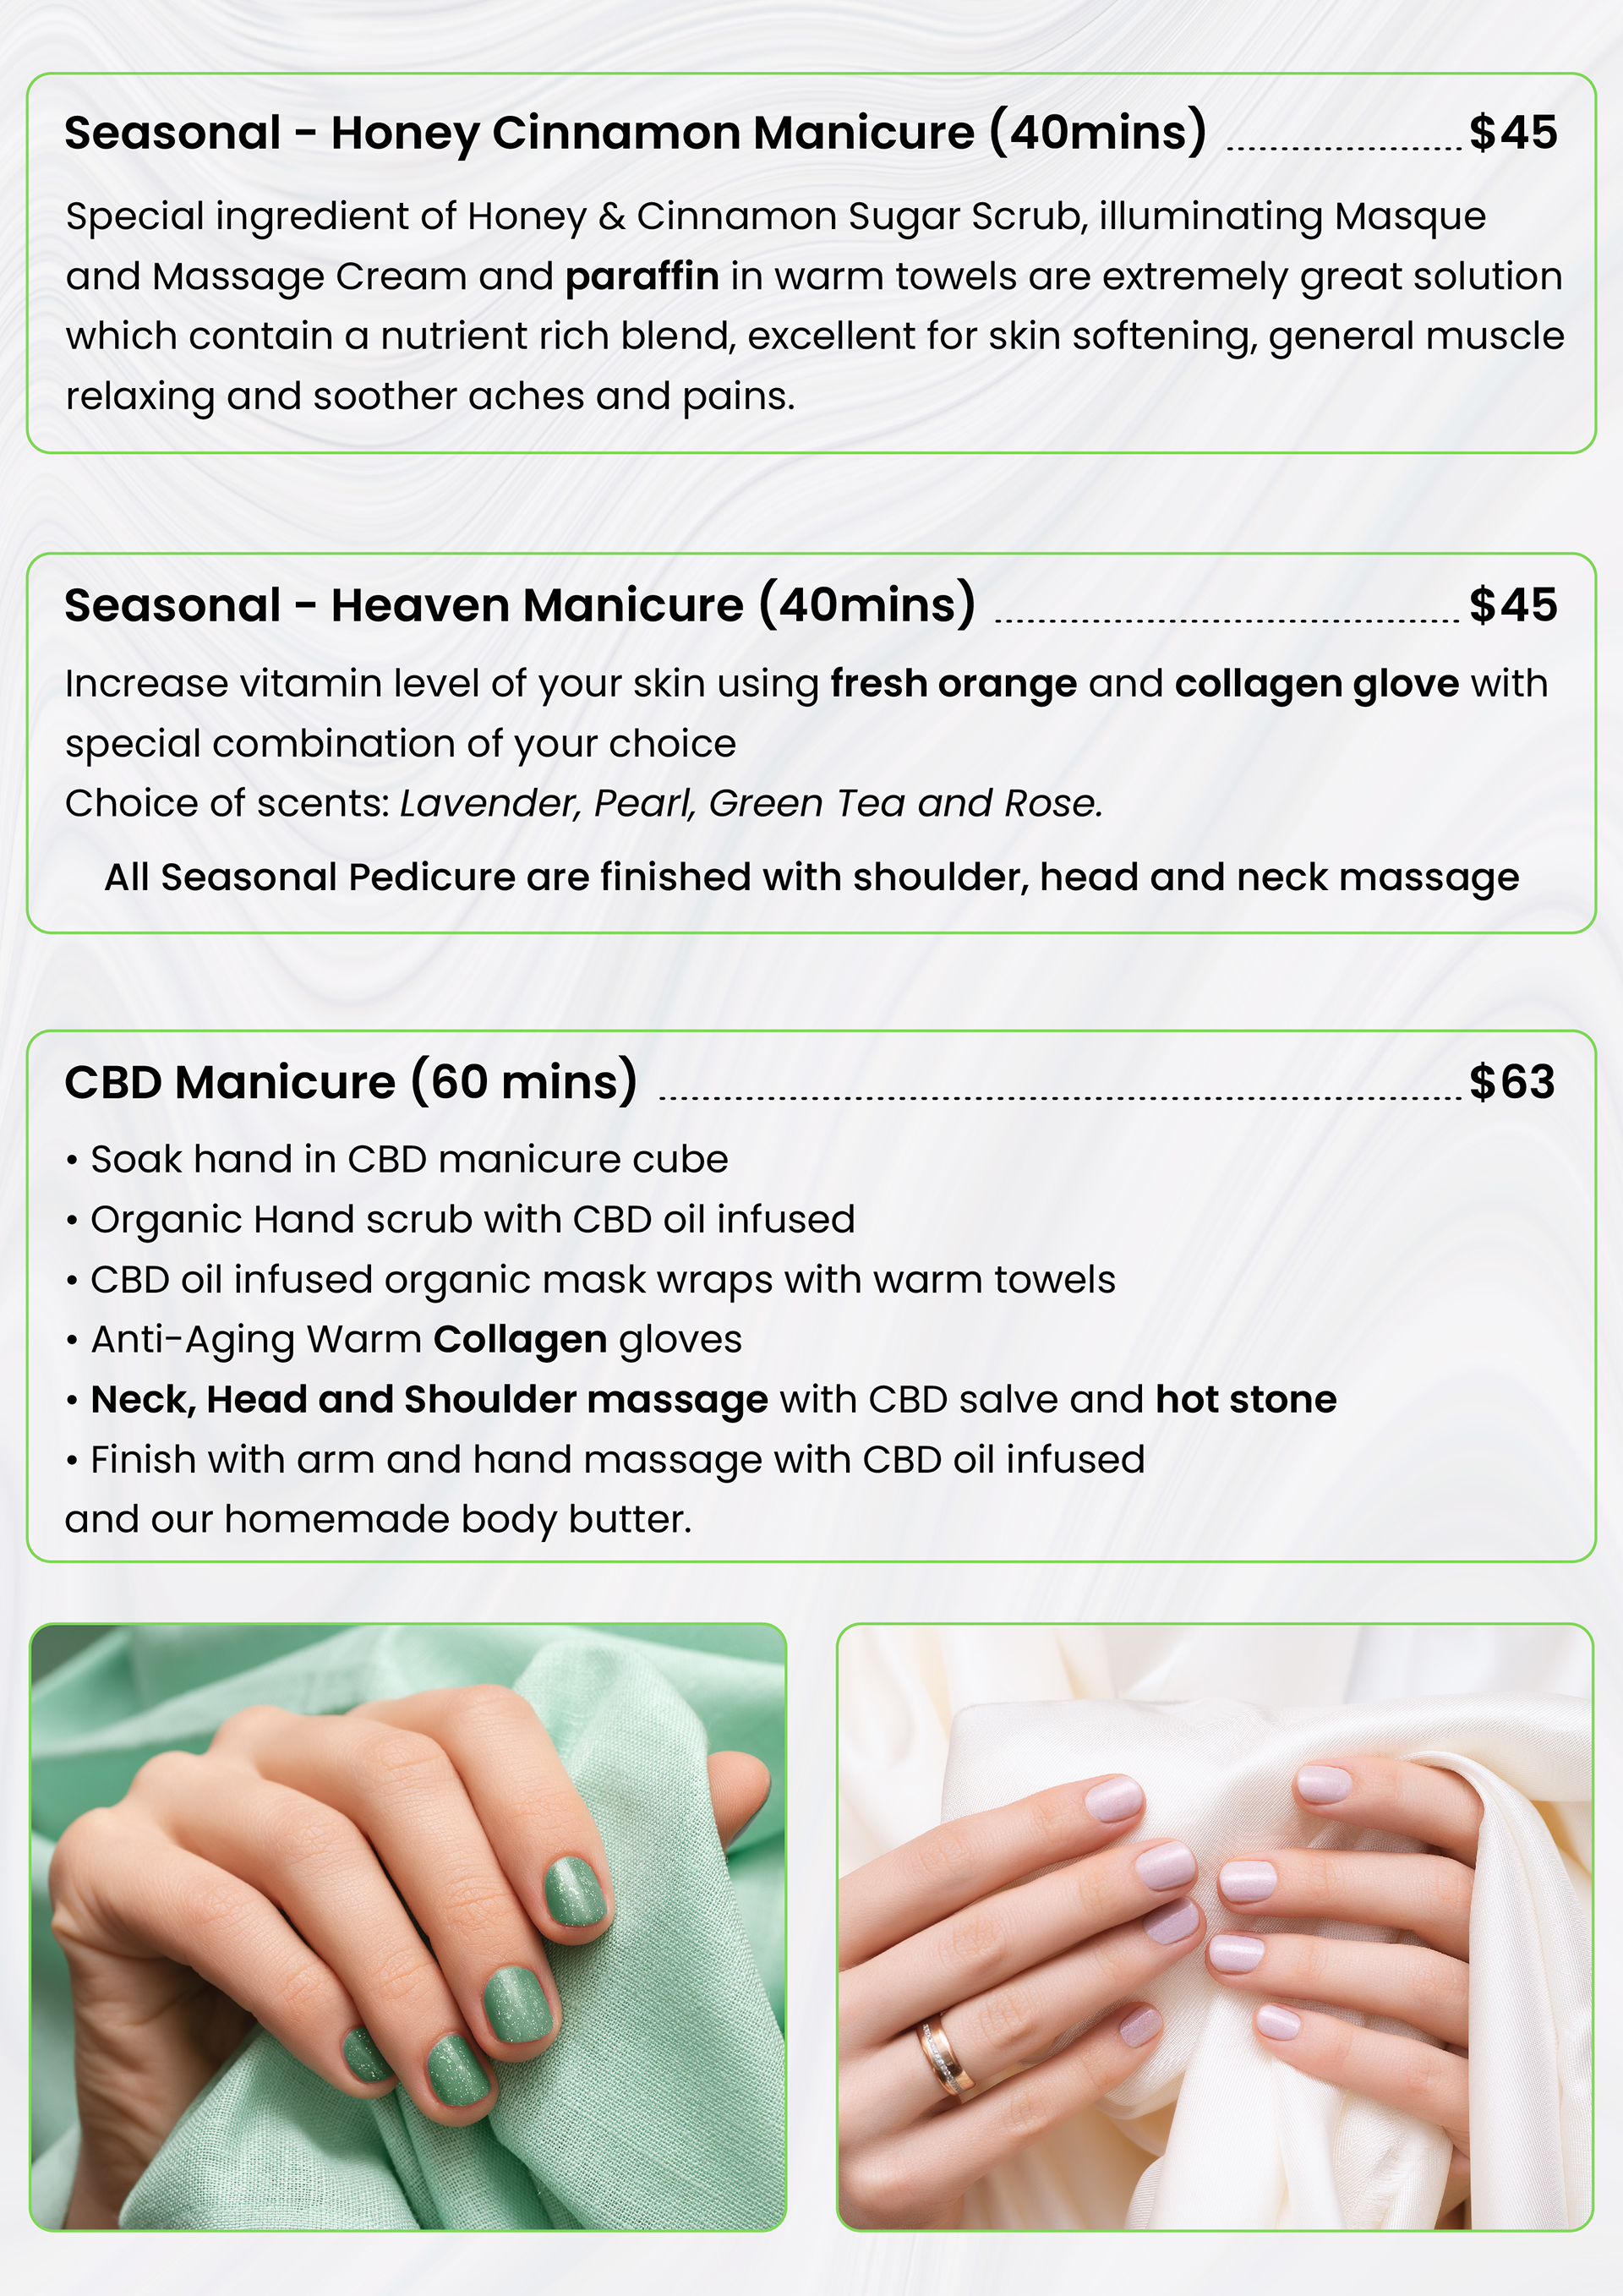 Seasonal - Honey Cinnamon Manicure (40mins) ........................ $45
Special ingredient of Honey & Cinnamon Sugar Scrub, illuminating Masque
and Massage Cream and paraffin in warm towels are extremely great solution
which contain a nutrient rich blend, excellent for skin softening, general muscle
relaxing and soother aches and pains.
Seasonal - Heaven Manicure (40mins) ........................ $45
Increase vitamin level of your skin using fresh orange and collagen glove with
special combination of your choice
Choice of scents: Lavender, Pearl, Green Tea and Rose.
All Seasonal Pedicure are finished with shoulder, head and neck massage
CBD Manicure (60 mins) ........................ $63
• Soak hand in CBD manicure cube
• Organic Hand scrub with CBD oil infused
• CBD oil infused organic mask wraps with warm towels
• Anti-Aging Warm Collagen gloves
• Neck, Head and Shoulder massage with CBD salve and hot stone
• Finish with arm and hand massage with CBD oil infused
and our homemade body butter.